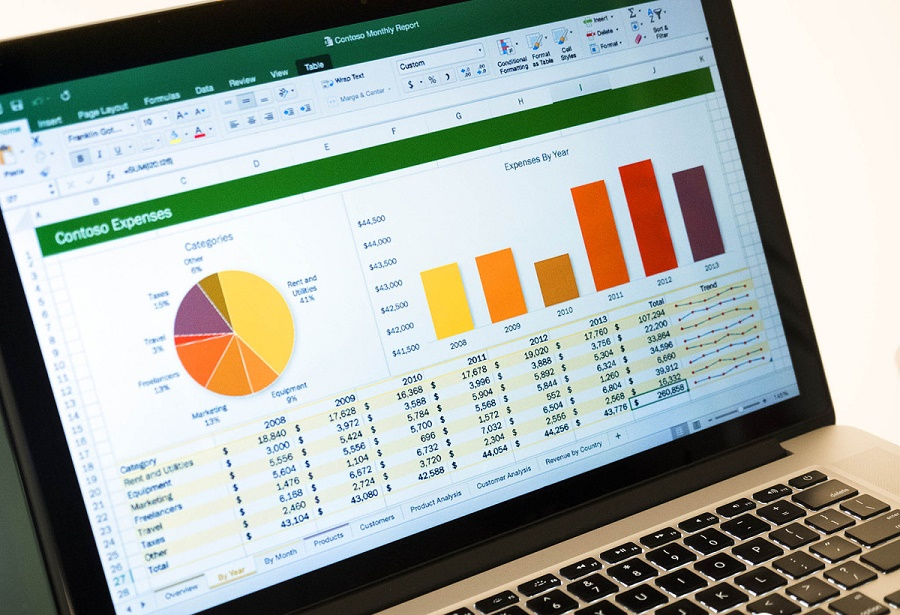 Contoso Monthly Report
Home Insert Page Layout Formulas Data Review View Table
Paste
Franklin Got... 10 A A
B I U A
Wrap Text
Merge & Center
Custom
$ % )
Conditional Formatting
Format as Table
Cell Styles
Insert
Delete
Format
Sort & Filter
fx
A B C D E F G H I J K
Contoso Expenses
Categories
Other 6%
Rent and Utilities 41%
Equipment 9%
Marketing 13%
Freelancers 13%
Travel 3%
Taxes 15%
Expenses By Year
$44,500
$44,000
$43,500
$43,000
$42,500
$42,000
$41,500
2008 2009 2010 2011 2012 2013
Category 2008 2009 2010 2011 2012 2013 Total Trend
Rent and Utilities $ 18,840 $ 17,628 $ 16,368 $ 17,678 $ 19,020 $ 17,760 $ 107,294
Equipment $ 3,000 $ 3,972 $ 3,588 $ 3,996 $ 3,888 $ 3,756 $ 22,200
Marketing $ 5,556 $ 5,424 $ 5,784 $ 5,904 $ 5,892 $ 5,304 $ 33,864
Freelancers $ 5,604 $ 5,556 $ 5,700 $ 5,568 $ 5,844 $ 6,324 $ 34,596
Travel $ 1,476 $ 1,104 $ 696 $ 1,572 $ 552 $ 1,260 $ 6,660
Taxes $ 6,168 $ 6,672 $ 6,732 $ 7,032 $ 6,504 $ 6,804 $ 39,912
Other $ 2,460 $ 2,724 $ 3,720 $ 2,304 $ 2,556 $ 2,568 $ 16,332
Total $ 43,104 $ 43,080 $ 42,588 $ 44,054 $ 44,256 $ 43,776 $ 260,858
Overview By Year By Month Products Customers Product Analysis Customer Analysis Revenue by Country +
delete